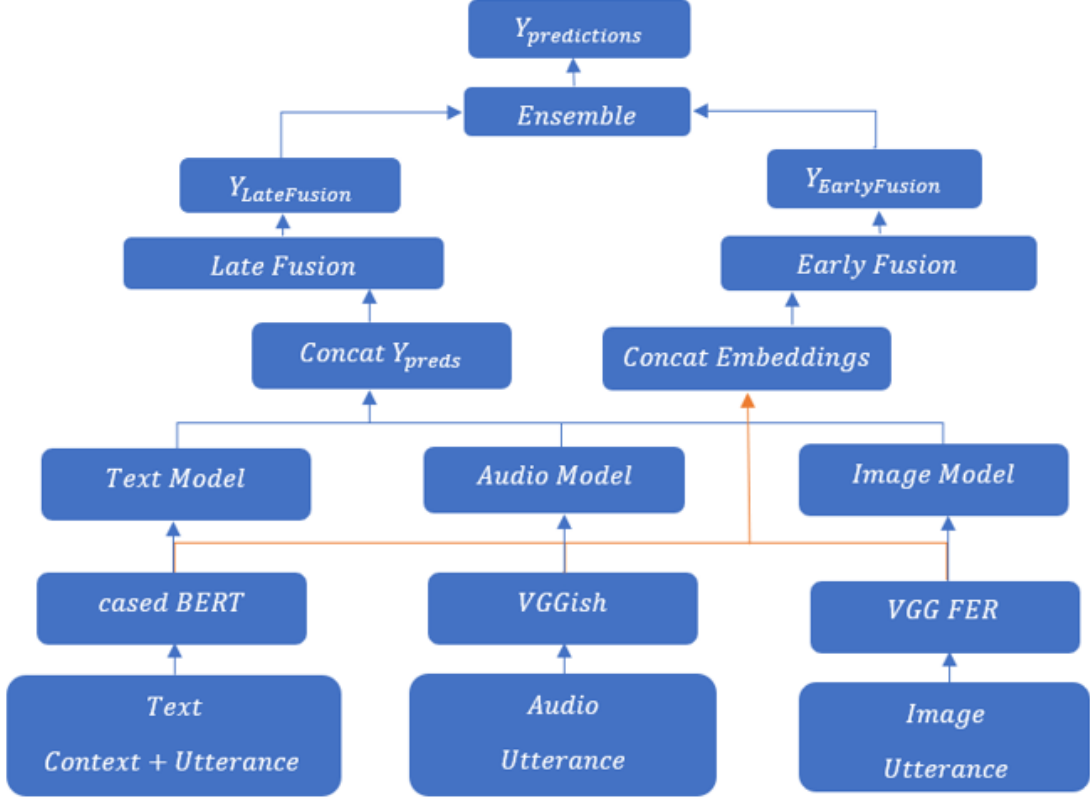 Y_predictions
Ensemble
Y_LateFusion
Y_EarlyFusion
Late Fusion
Early Fusion
Concat Y_preds
Concat Embeddings
Text Model
Audio Model
Image Model
cased BERT
VGGish
VGG FER
Text
Context + Utterance
Audio
Utterance
Image
Utterance